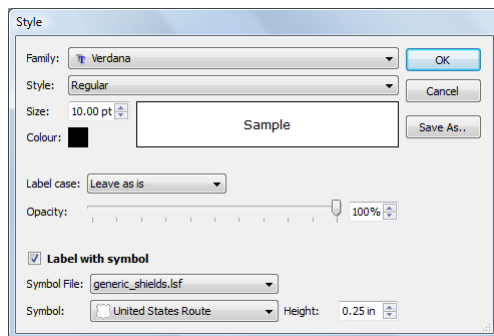 Style
Family: Verdana OK
Style: Regular Cancel
Size: 10.00 pt Sample Save As..
Colour:
Label case: Leave as is
Opacity: 100%
Label with symbol
Symbol File: generic_shields.lsf
Symbol: United States Route Height: 0.25 in